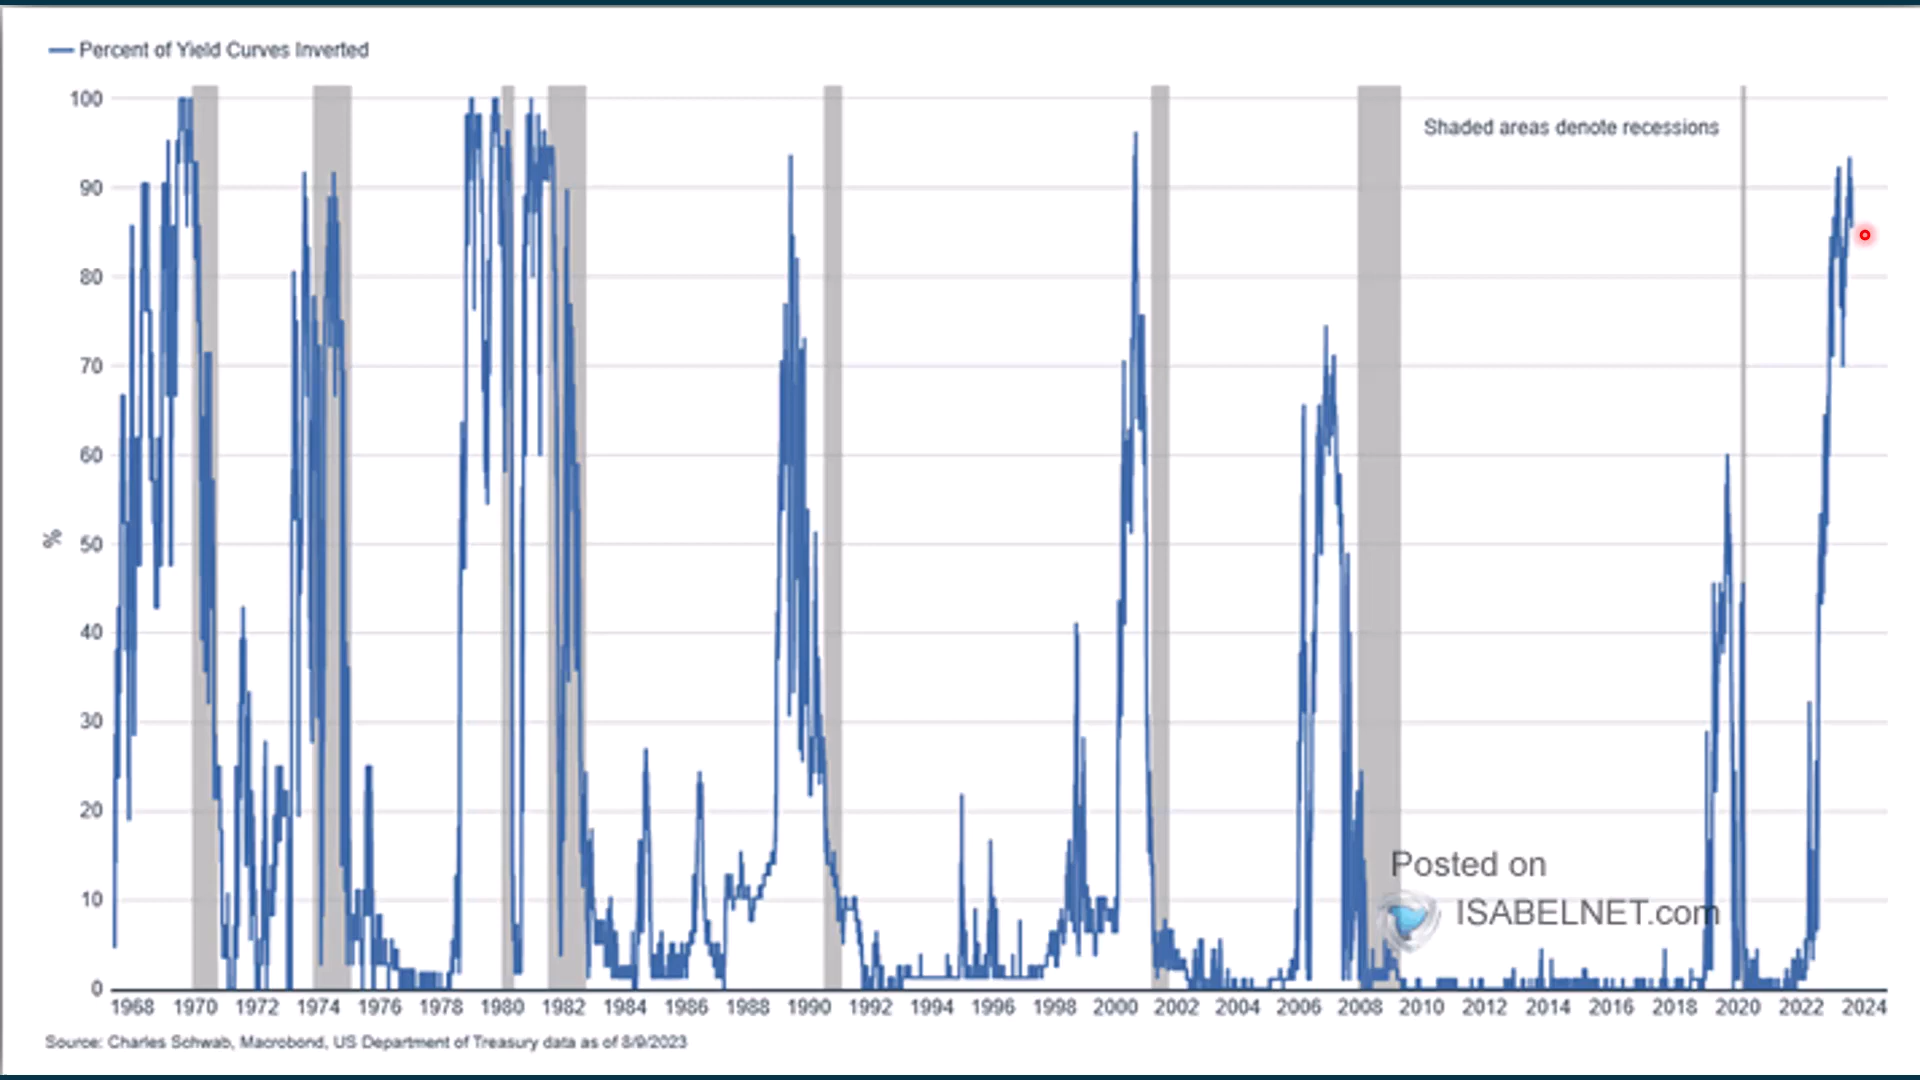 Percent of Yield Curves Inverted
100
Shaded areas denote recessions
90
80
70
60
%
50
40
30
20
Posted on
ISABELNET.com
10
0
1968 1970 1972 1974 1976 1978 1980 1982 1984 1986 1988 1990 1992 1994 1996 1998 2000 2002 2004 2006 2008 2010 2012 2014 2016 2018 2020 2022 2024
Source: Charles Schwab, Macrobond, US Department of Treasury data as of 8/9/2023